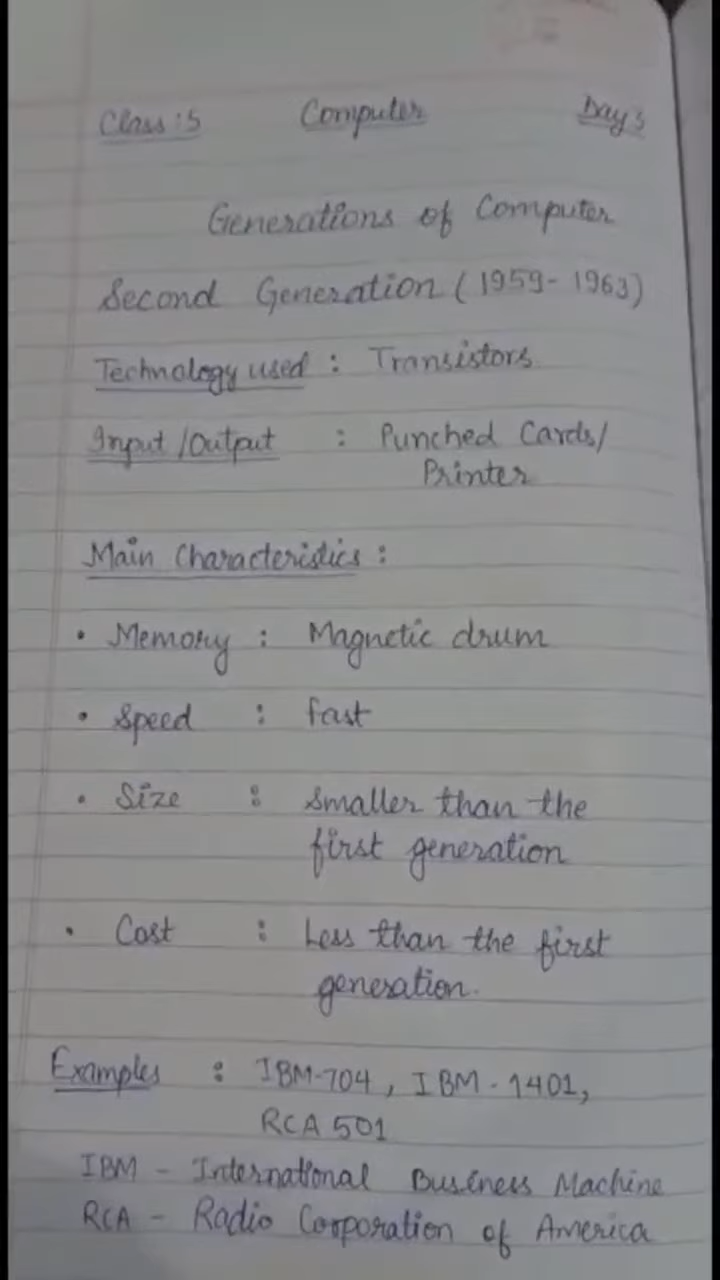 Class: 5 Computer Day 3
Generations of Computer
Second Generation (1959-1963)
Technology used : Transistors
Input /Output : Punched Cards/
Printer
Main Characteristics :
• Memory : Magnetic drum
• Speed : fast
• Size : Smaller than the
first generation
• Cost : Less than the first
generation.
Examples : IBM-704, IBM-1401,
RCA 501
IBM - International Business Machine
RCA - Radio Corporation of America